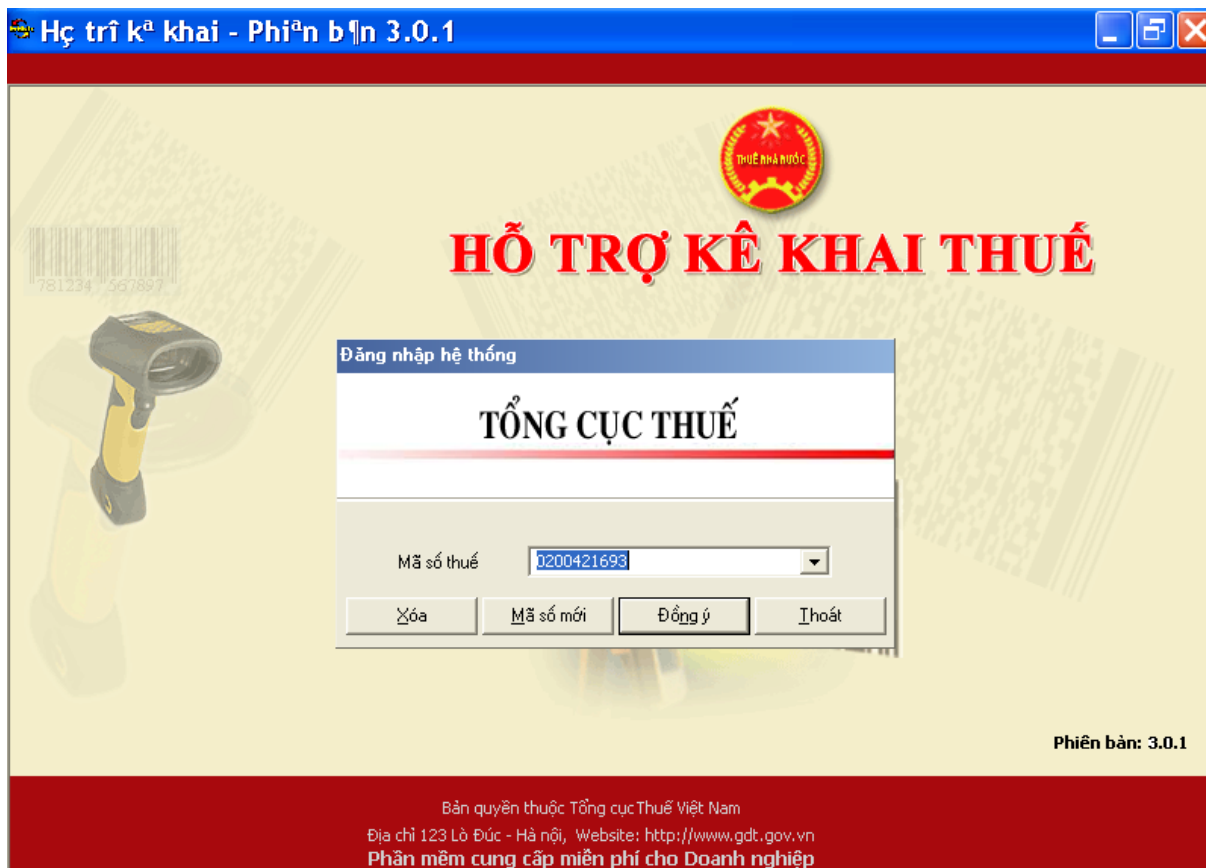 Hç trî kª khai - Phiªn b¶n 3.0.1
THUẾ NHÀ NƯỚC
HỖ TRỢ KÊ KHAI THUẾ
781234 567897
Đăng nhập hệ thống
TỔNG CỤC THUẾ
Mã số thuế 0200421693
Xóa Mã số mới Đồng ý Thoát
Phiên bản: 3.0.1
Bản quyền thuộc Tổng cục Thuế Việt Nam
Địa chỉ 123 Lò Đúc - Hà nội, Website: http://www.gdt.gov.vn
Phần mềm cung cấp miễn phí cho Doanh nghiệp